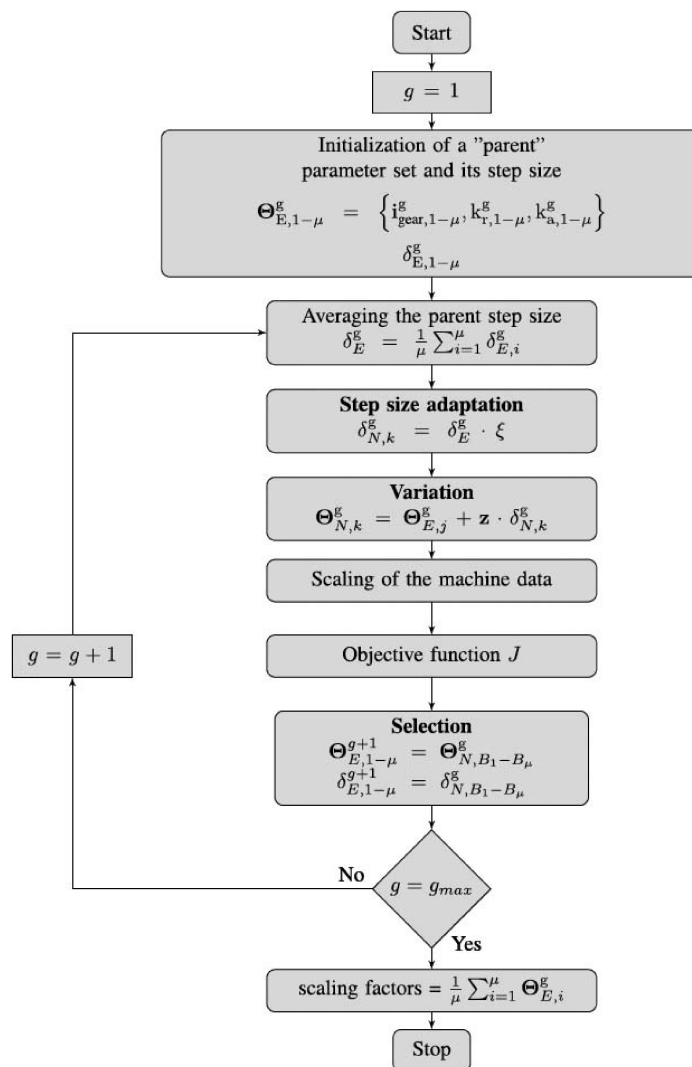 Start
g = 1
Initialization of a "parent"
parameter set and its step size
Θ^g_{E,1−μ} = {i^g_{gear,1−μ}, k^g_{r,1−μ}, k^g_{a,1−μ}}
δ^g_{E,1−μ}
Averaging the parent step size
δ^g_E = 1/μ ∑^μ_{i=1} δ^g_{E,i}
Step size adaptation
δ^g_{N,k} = δ^g_E · ξ
Variation
Θ^g_{N,k} = Θ^g_{E,j} + z · δ^g_{N,k}
Scaling of the machine data
g = g + 1
Objective function J
Selection
Θ^{g+1}_{E,1−μ} = Θ^g_{N,B_1−B_μ}
δ^{g+1}_{E,1−μ} = δ^g_{N,B_1−B_μ}
No
g = g_{max}
Yes
scaling factors = 1/μ ∑^μ_{i=1} Θ^g_{E,i}
Stop